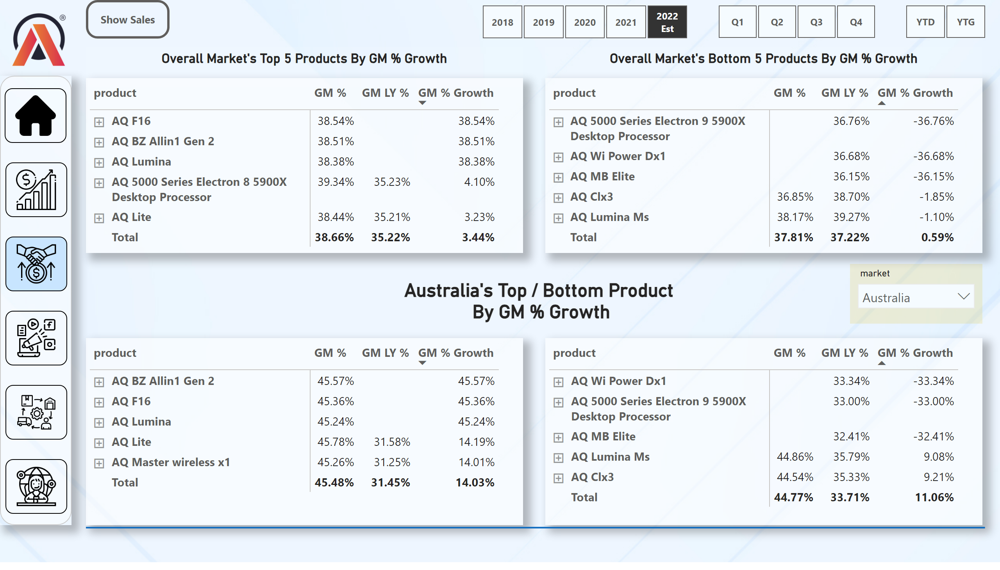 ®
Show Sales
2018 2019 2020 2021 2022 Est Q1 Q2 Q3 Q4 YTD YTG
Overall Market's Top 5 Products By GM % Growth
product GM % GM LY % GM % Growth
AQ F16 38.54% 38.54%
AQ BZ Allin1 Gen 2 38.51% 38.51%
AQ Lumina 38.38% 38.38%
AQ 5000 Series Electron 8 5900X 39.34% 35.23% 4.10%
Desktop Processor
AQ Lite 38.44% 35.21% 3.23%
Total 38.66% 35.22% 3.44%
Overall Market's Bottom 5 Products By GM % Growth
product GM % GM LY % GM % Growth
AQ 5000 Series Electron 9 5900X 36.76% -36.76%
Desktop Processor
AQ Wi Power Dx1 36.68% -36.68%
AQ MB Elite 36.15% -36.15%
AQ Clx3 36.85% 38.70% -1.85%
AQ Lumina Ms 38.17% 39.27% -1.10%
Total 37.81% 37.22% 0.59%
Australia's Top / Bottom Product
By GM % Growth
market
Australia
product GM % GM LY % GM % Growth
AQ BZ Allin1 Gen 2 45.57% 45.57%
AQ F16 45.36% 45.36%
AQ Lumina 45.24% 45.24%
AQ Lite 45.78% 31.58% 14.19%
AQ Master wireless x1 45.26% 31.25% 14.01%
Total 45.48% 31.45% 14.03%
product GM % GM LY % GM % Growth
AQ Wi Power Dx1 33.34% -33.34%
AQ 5000 Series Electron 9 5900X 33.00% -33.00%
Desktop Processor
AQ MB Elite 32.41% -32.41%
AQ Lumina Ms 44.86% 35.79% 9.08%
AQ Clx3 44.54% 35.33% 9.21%
Total 44.77% 33.71% 11.06%